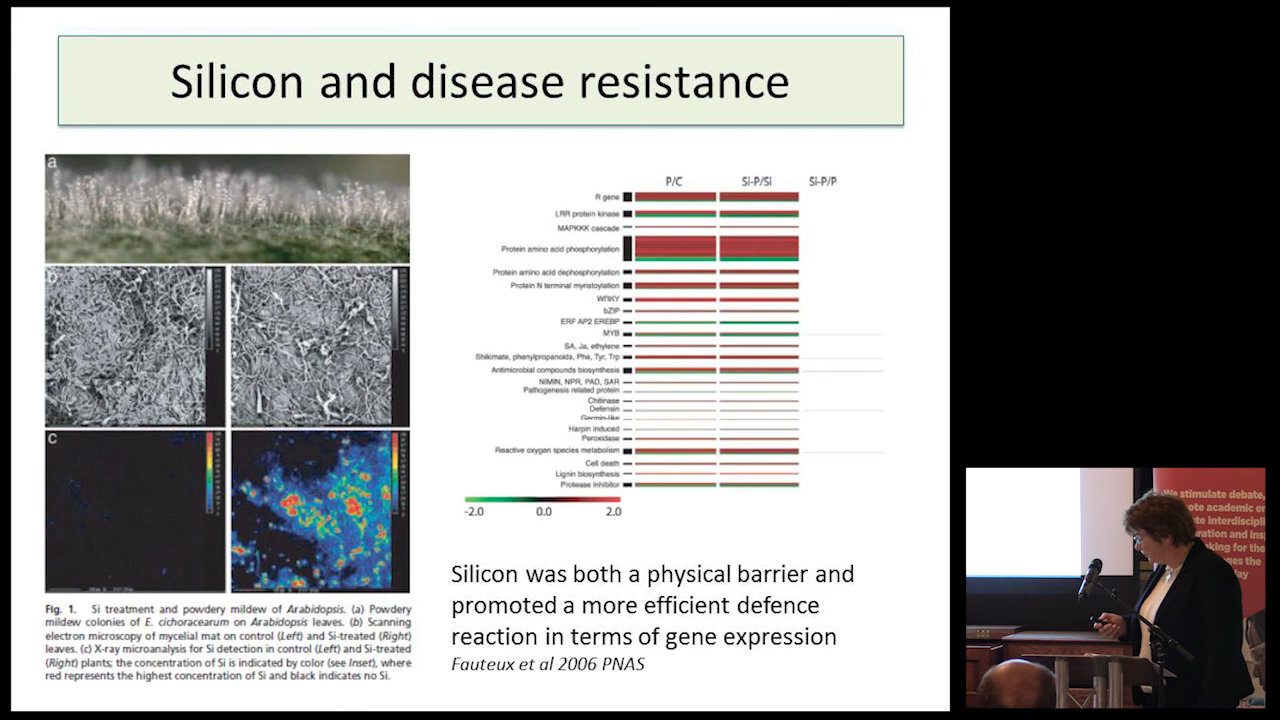 Silicon and disease resistance
a
c
Fig. 1. Si treatment and powdery mildew of Arabidopsis. (a) Powdery
mildew colonies of E. cichoracearum on Arabidopsis leaves. (b) Scanning
electron microscopy of mycelial mat on control (Left) and Si-treated (Right)
leaves. (c) X-ray microanalysis for Si detection in control (Left) and Si-treated
(Right) plants; the concentration of Si is indicated by color (see Inset), where
red represents the highest concentration of Si and black indicates no Si.
P/C Si-P/Si Si-P/P
R gene
LRR protein kinase
MAPKKK cascade
Protein amino acid phosphorylation
Protein amino acid dephosphorylation
Protein N terminal myristoylation
WRKY
bZIP
ERF AP2 EREBP
MYB
SA, Ja, ethylene
Shikimate, phenylpropanoids, Phe, Tyr, Trp
Antimicrobial compounds biosynthesis
NIMIN, NPR, PAD, SAR
Pathogenesis related protein
Chitinase
Defensin
Germin-like
Harpin induced
Peroxidase
Reactive oxygen species metabolism
Cell death
Lignin biosynthesis
Protease inhibitor
-2.0 0.0 2.0
Silicon was both a physical barrier and
promoted a more efficient defence
reaction in terms of gene expression
Fauteux et al 2006 PNAS
We stimulate debate,
academic
interdiscipli
and
king for the
ges the